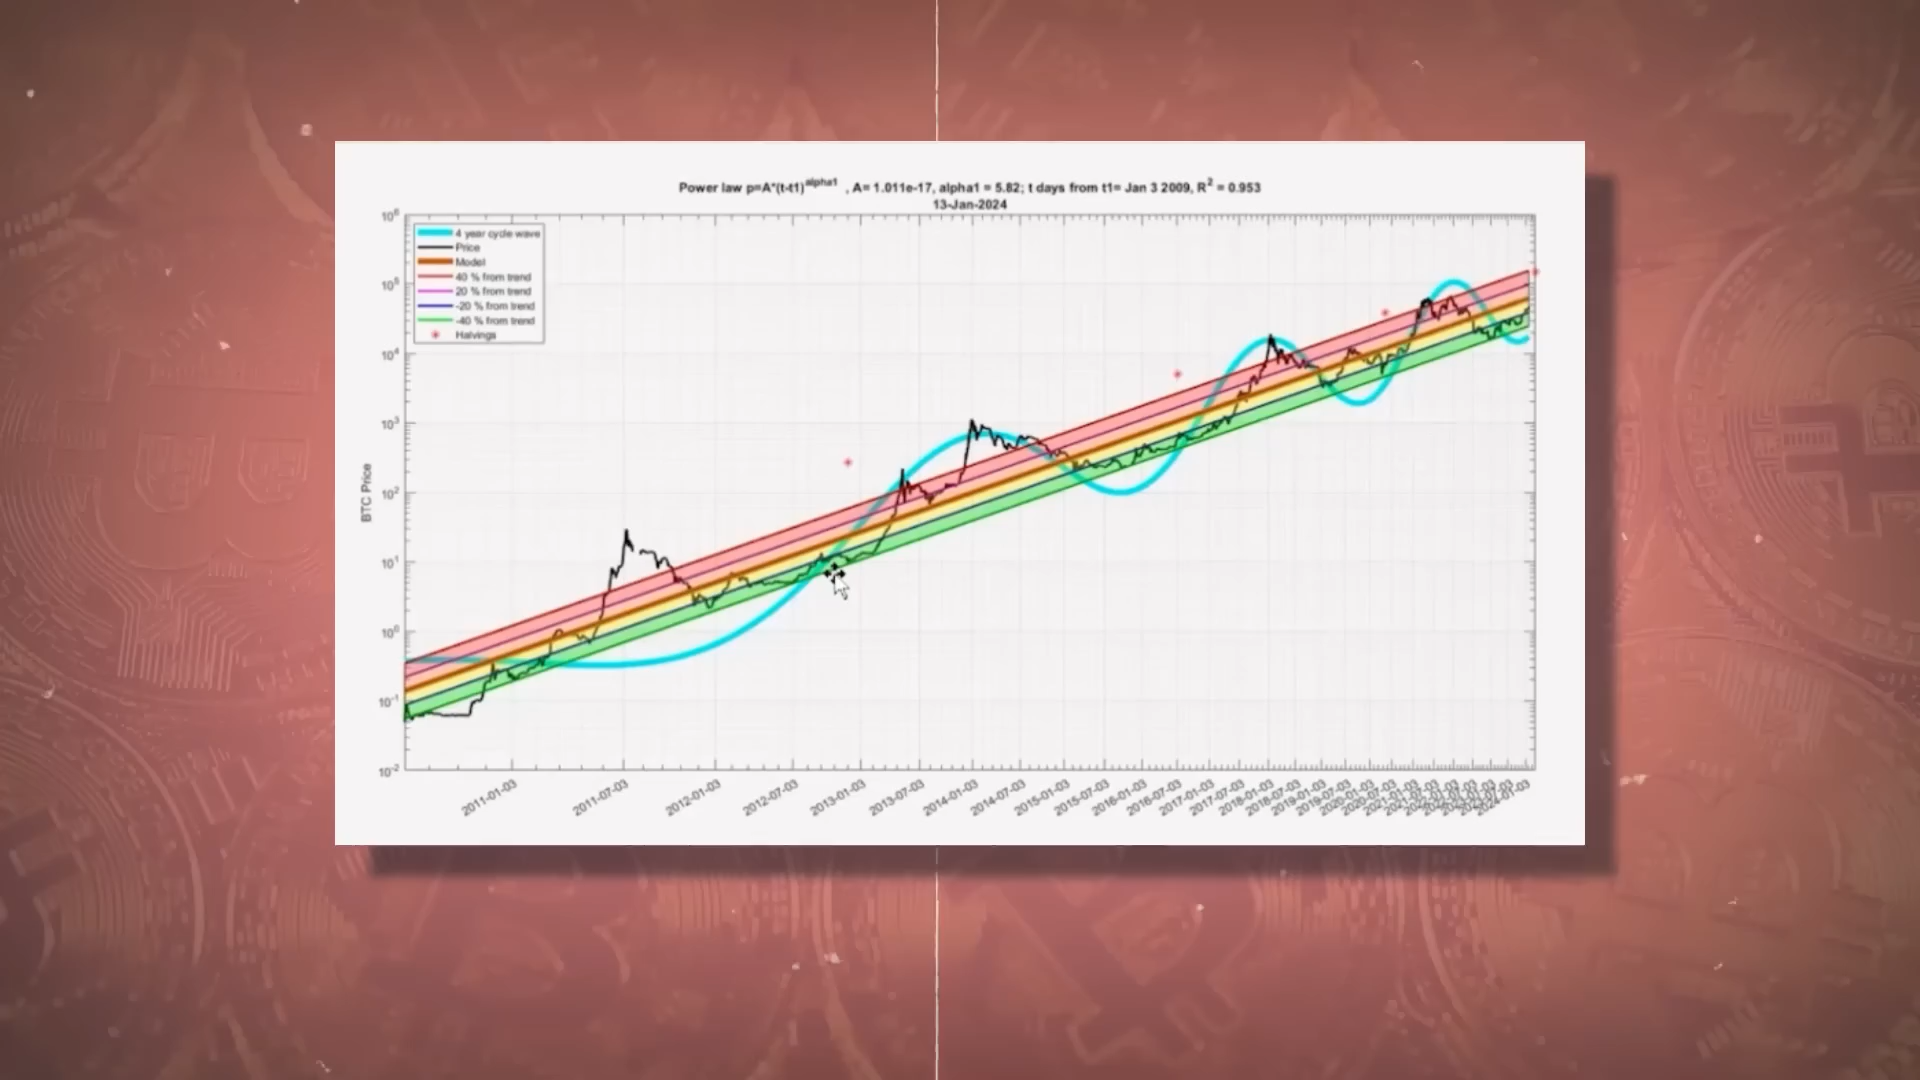 Power law p=A*(t-t1)^alpha1 , A= 1.011e-17, alpha1 = 5.82; t days from t1= Jan 3 2009, R^2 = 0.953
13-Jan-2024
4 year cycle wave
Price
Model
40 % from trend
20 % from trend
-20 % from trend
-40 % from trend
Halvings
10^6
10^5
10^4
10^3
10^2
10^1
10^0
10^-1
10^-2
BTC Price
2011-01-03
2011-07-03
2012-01-03
2012-07-03
2013-01-03
2013-07-03
2014-01-03
2014-07-03
2015-01-03
2015-07-03
2016-01-03
2016-07-03
2017-01-03
2017-07-03
2018-01-03
2018-07-03
2019-01-03
2019-07-03
2020-01-03
2020-07-03
2024-01-03